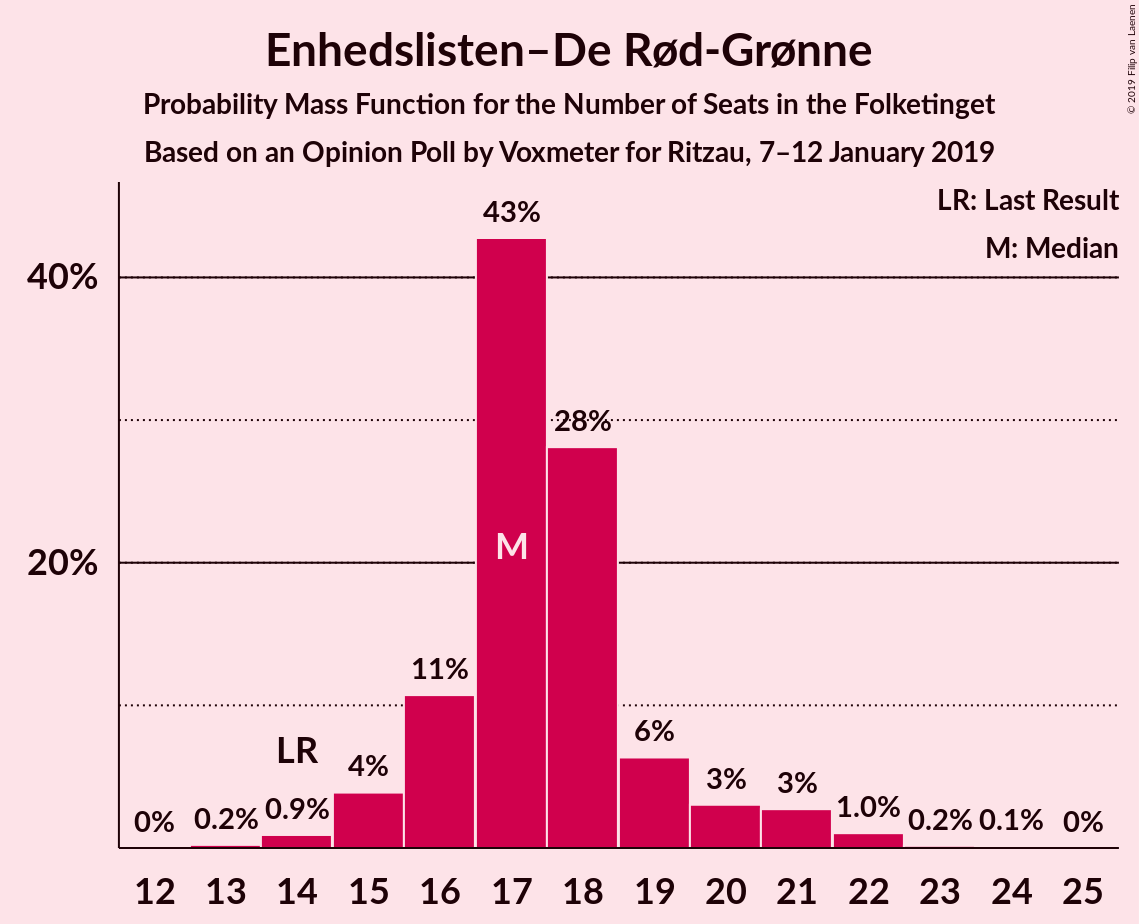 Enhedslisten–De Rød-Grønne
Probability Mass Function for the Number of Seats in the Folketinget
Based on an Opinion Poll by Voxmeter for Ritzau, 7–12 January 2019
© 2019 Filip van Laenen
LR: Last Result
M: Median
43%
40%
28%
M
20%
11%
LR
6%
4%
3%
3%
0%
0.2%
0.9%
1.0%
0.2%
0.1%
0%
12 13 14 15 16 17 18 19 20 21 22 23 24 25